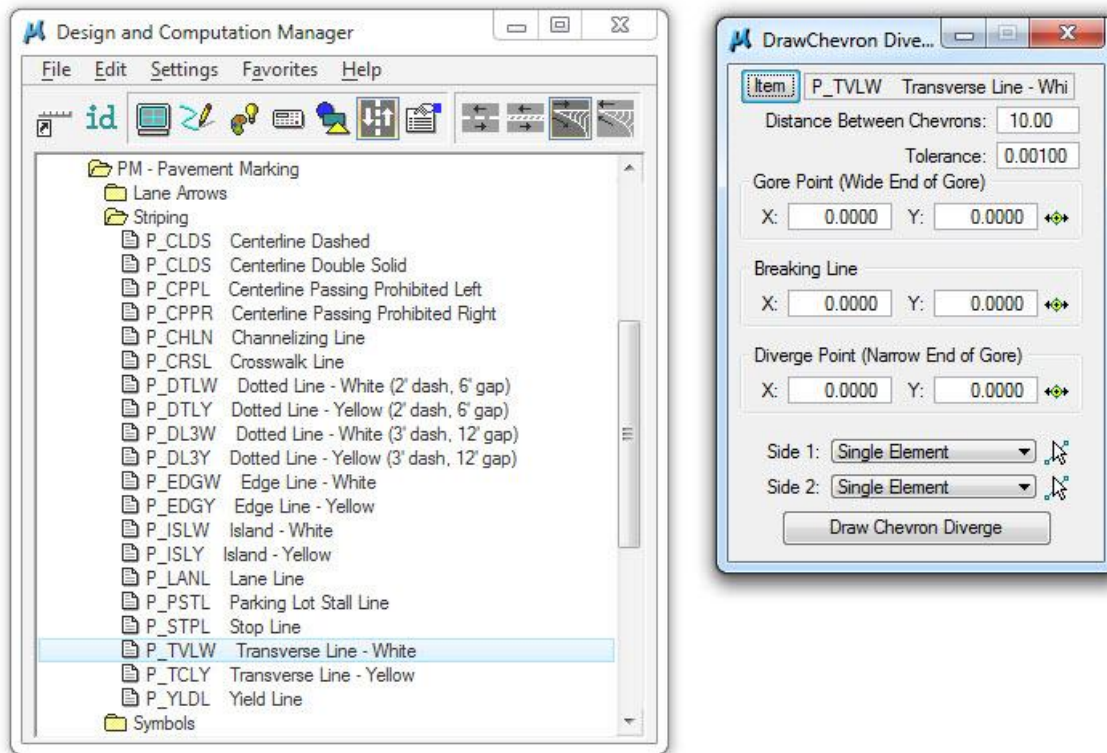 Design and Computation Manager
File Edit Settings Favorites Help
id
PM - Pavement Marking
Lane Arrows
Striping
P_CLDS Centerline Dashed
P_CLDS Centerline Double Solid
P_CPPL Centerline Passing Prohibited Left
P_CPPR Centerline Passing Prohibited Right
P_CHLN Channelizing Line
P_CRSL Crosswalk Line
P_DTLW Dotted Line - White (2' dash, 6' gap)
P_DTLY Dotted Line - Yellow (2' dash, 6' gap)
P_DL3W Dotted Line - White (3' dash, 12' gap)
P_DL3Y Dotted Line - Yellow (3' dash, 12' gap)
P_EDGW Edge Line - White
P_EDGY Edge Line - Yellow
P_ISLW Island - White
P_ISLY Island - Yellow
P_LANL Lane Line
P_PSTL Parking Lot Stall Line
P_STPL Stop Line
P_TVLW Transverse Line - White
P_TCLY Transverse Line - Yellow
P_YLDL Yield Line
Symbols
DrawChevron Dive...
Item P_TVLW Transverse Line - Whi
Distance Between Chevrons: 10.00
Tolerance: 0.00100
Gore Point (Wide End of Gore)
X: 0.0000 Y: 0.0000
Breaking Line
X: 0.0000 Y: 0.0000
Diverge Point (Narrow End of Gore)
X: 0.0000 Y: 0.0000
Side 1: Single Element
Side 2: Single Element
Draw Chevron Diverge